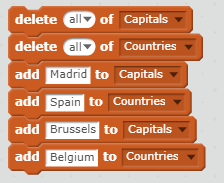 delete all of Capitals
delete all of Countries
add Madrid to Capitals
add Spain to Countries
add Brussels to Capitals
add Belgium to Countries